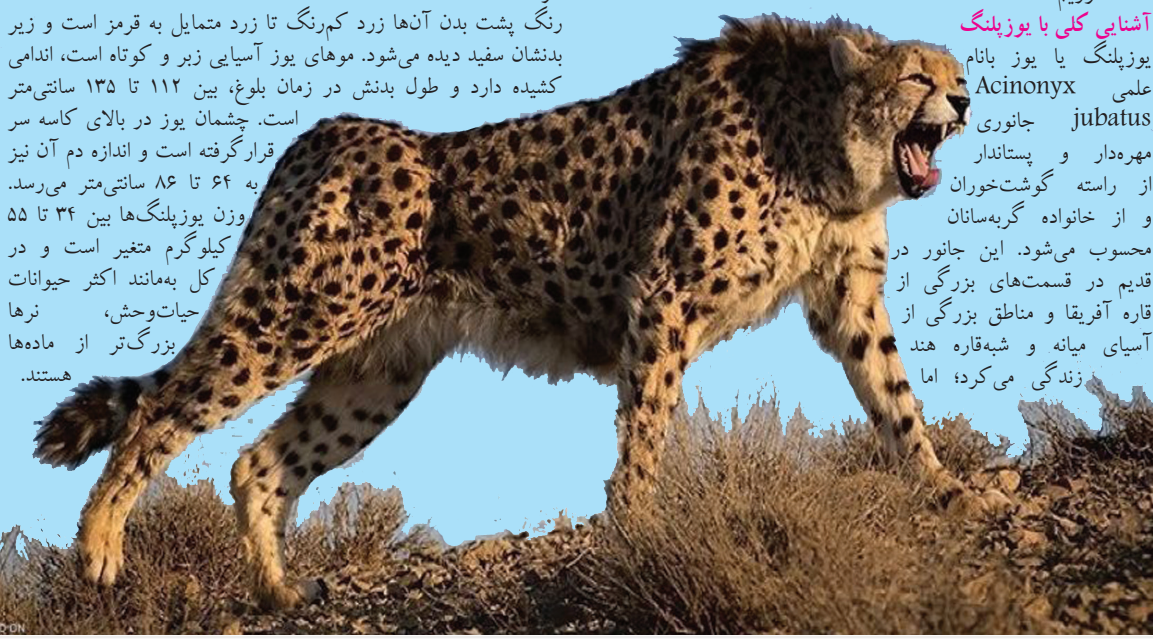 آشنایی کلی با یوزپلنگ
یوزپلنگ یا یوز بانام
علمی Acinonyx
jubatus جانوری
مهره‌دار و پستاندار
از راسته گوشت‌خوران
و از خانواده گربه‌سانان
محسوب می‌شود. این جانور در
قدیم در قسمت‌های بزرگی از
قاره آفریقا و مناطق بزرگی از
آسیای میانه و شبه‌قاره هند
زندگی می‌کرد؛ اما
رنگ پشت بدن آن‌ها زرد کم‌رنگ تا زرد متمایل به قرمز است و زیر
بدنشان سفید دیده می‌شود. موهای یوز آسیایی زبر و کوتاه است، اندامی
کشیده دارد و طول بدنش در زمان بلوغ، بین ۱۱۲ تا ۱۳۵ سانتی‌متر
است. چشمان یوز در بالای کاسه سر
قرارگرفته است و اندازه دم آن نیز
به ۶۴ تا ۸۶ سانتی‌متر می‌رسد.
وزن یوزپلنگ‌ها بین ۳۴ تا ۵۵
کیلوگرم متغیر است و در
کل به‌مانند اکثر حیوانات
حیات‌وحش، نرها
بزرگ‌تر از ماده‌ها
هستند.